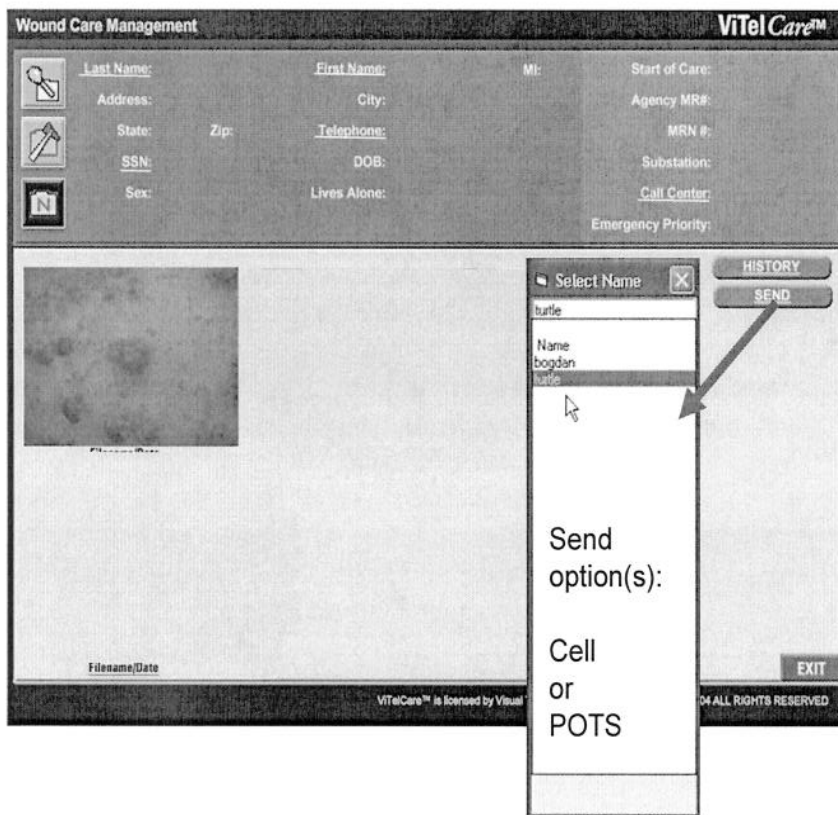 Wound Care Management ViTel Care™
Last Name: First Name: MI: Start of Care:
Address: City: Agency MR#:
State: Zip: Telephone: MRN #:
SSN: DOB: Substation:
Sex: Lives Alone: Call Center:
Emergency Priority:
N
Select Name
HISTORY
turtle
SEND
Name
bogdan
turtle
Filename/Date
Send
option(s):
Cell
or
POTS
Filename/Date
EXIT
ViTelCare™ is licensed by Visual 04 ALL RIGHTS RESERVED